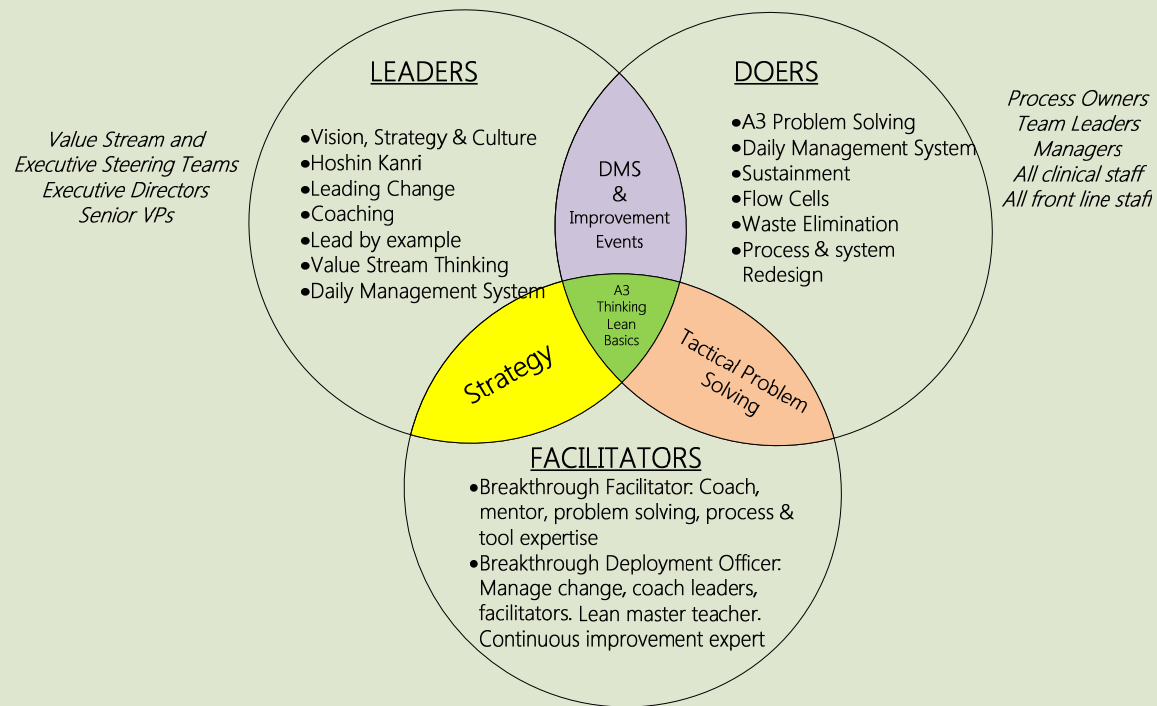 LEADERS
•Vision, Strategy & Culture
•Hoshin Kanri
•Leading Change
•Coaching
•Lead by example
•Value Stream Thinking
•Daily Management System
Value Stream and
Executive Steering Teams
Executive Directors
Senior VPs
DOERS
•A3 Problem Solving
•Daily Management System
•Sustainment
•Flow Cells
•Waste Elimination
•Process & system
Redesign
Process Owners
Team Leaders
Managers
All clinical staff
All front line staff
DMS
&
Improvement
Events
A3
Thinking
Lean
Basics
Strategy
Tactical Problem
Solving
FACILITATORS
•Breakthrough Facilitator: Coach,
mentor, problem solving, process &
tool expertise
•Breakthrough Deployment Officer:
Manage change, coach leaders,
facilitators. Lean master teacher.
Continuous improvement expert